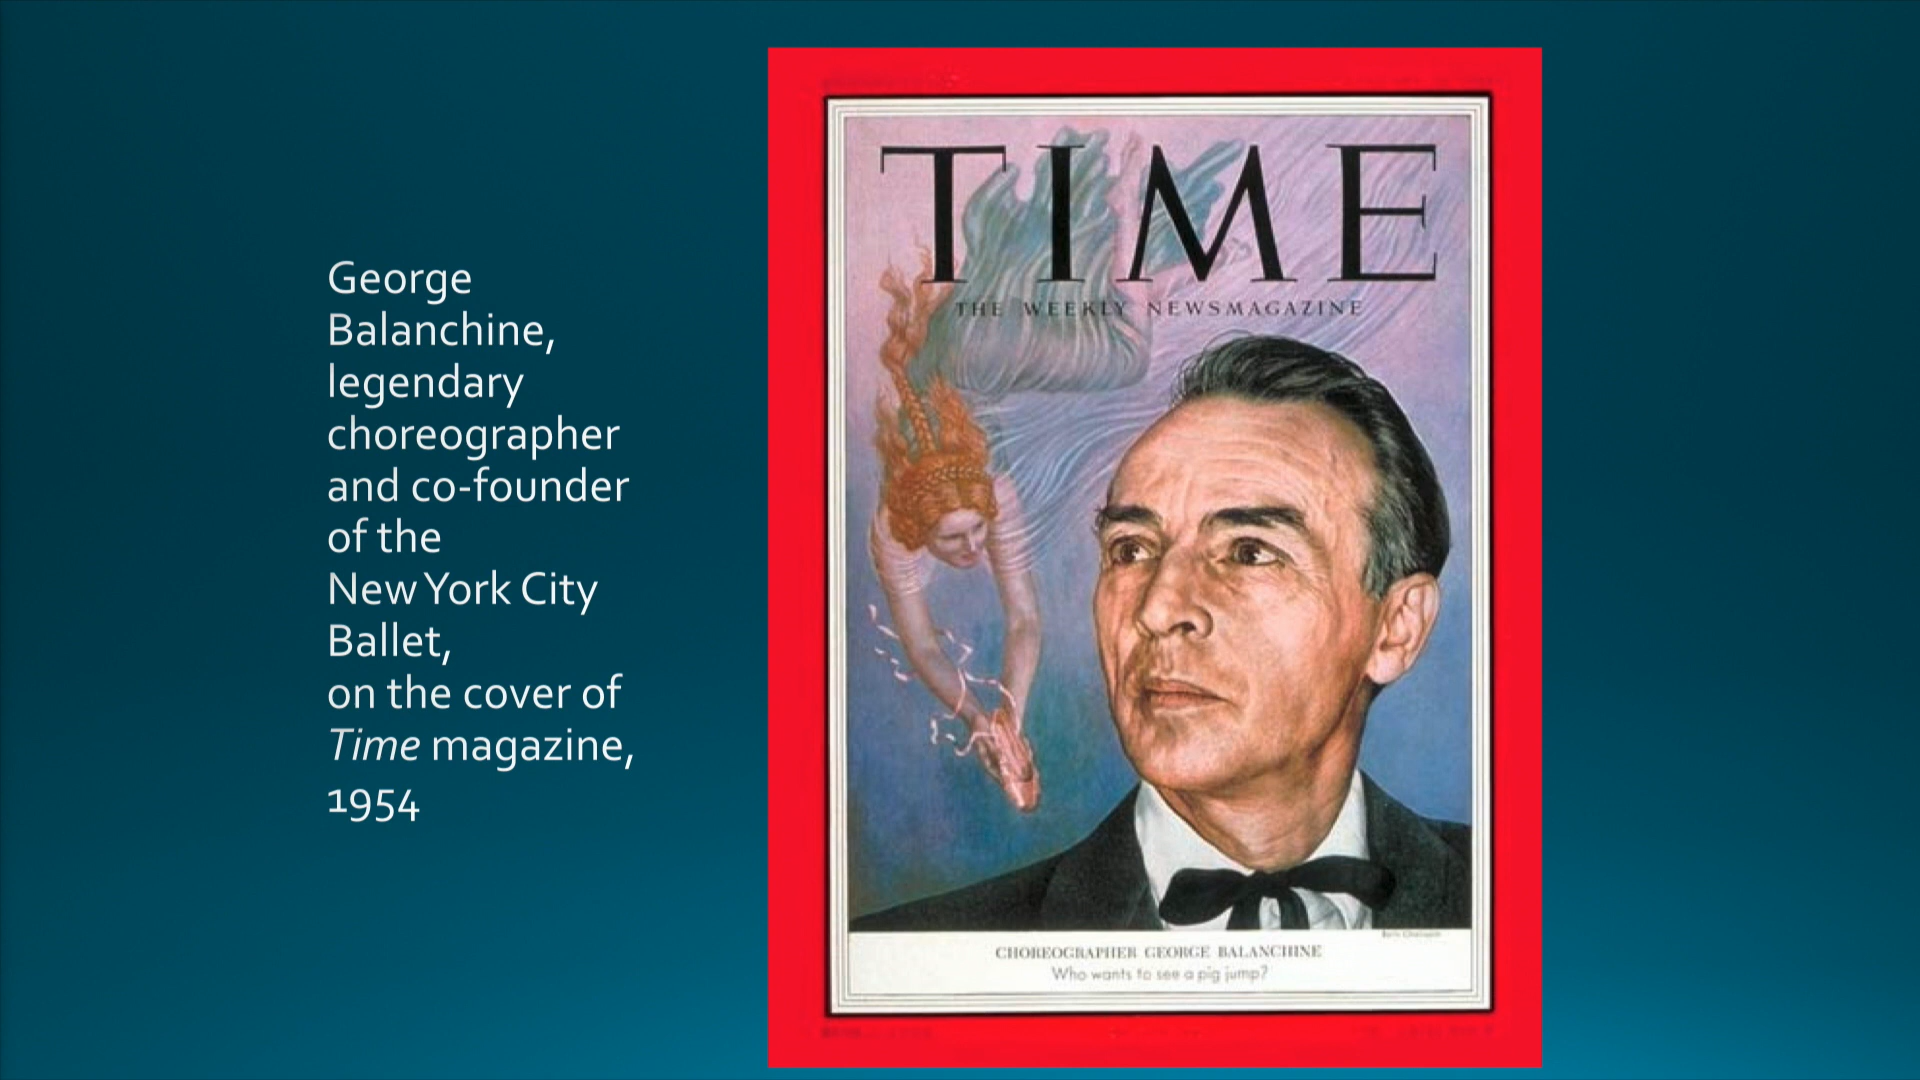 George
Balanchine,
legendary
choreographer
and co-founder
of the
New York City
Ballet,
on the cover of
Time magazine,
1954
TIME
THE WEEKLY NEWSMAGAZINE
CHOREOGRAPHER GEORGE BALANCHINE
Who wants to see a pig jump?